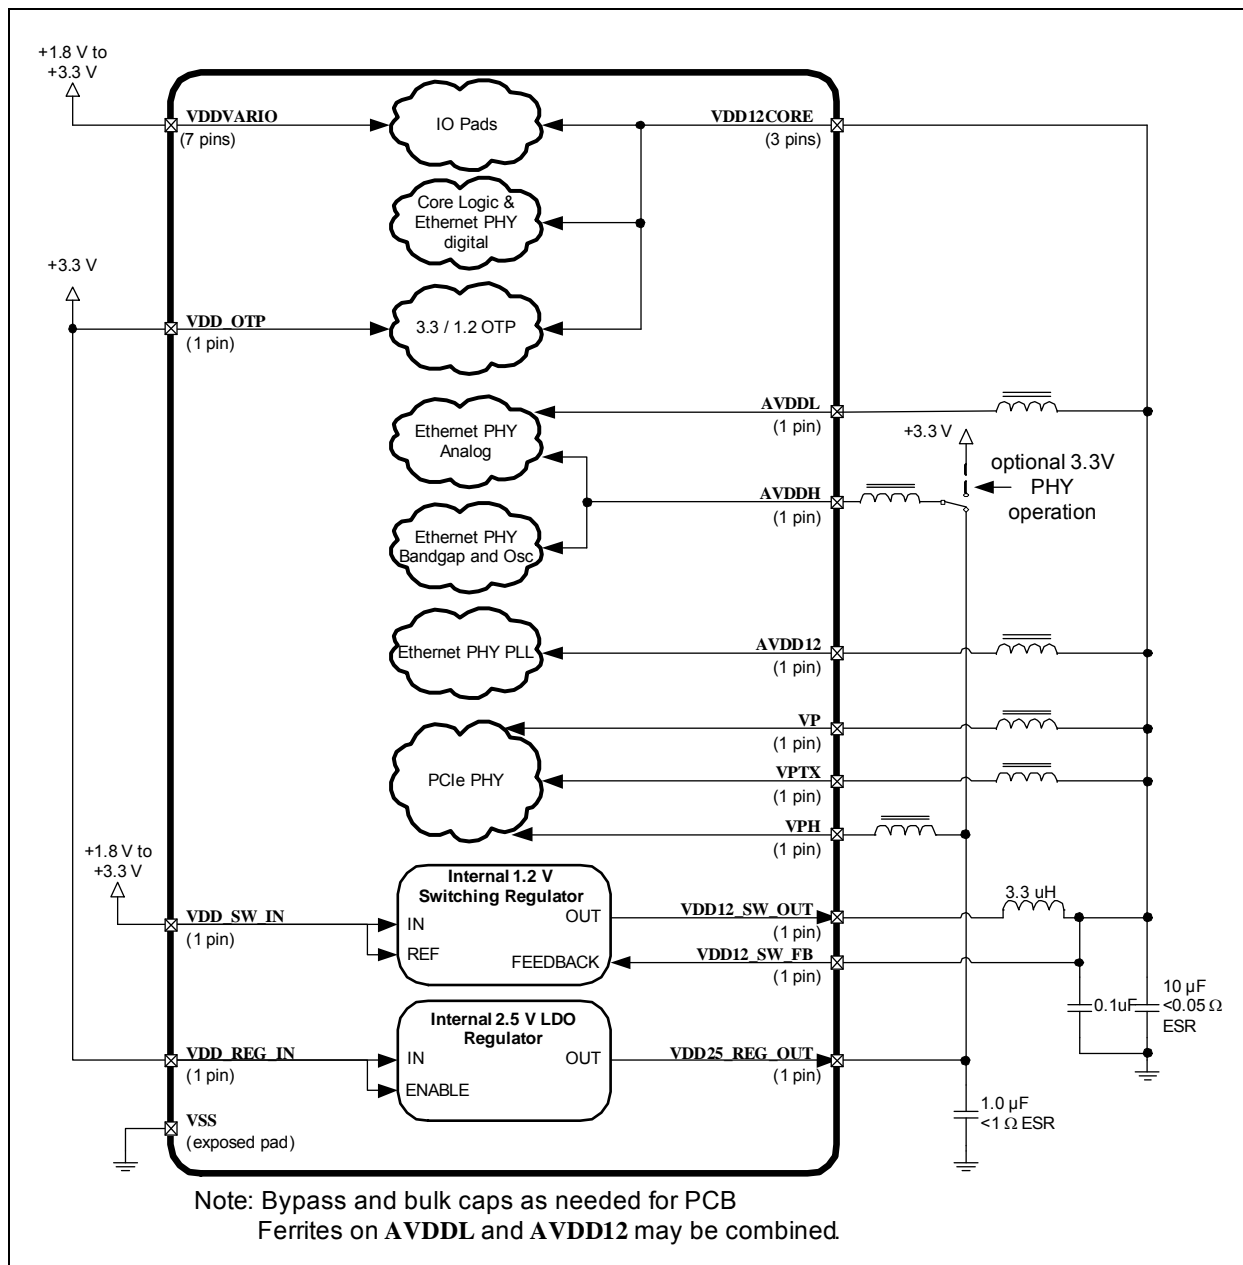 +1.8 V to
+3.3 V
VDDVARIO
(7 pins)
IO Pads
VDD12CORE
(3 pins)
Core Logic &
Ethernet PHY
digital
+3.3 V
VDD_OTP
(1 pin)
3.3 / 1.2 OTP
AVDDL
(1 pin)
Ethernet PHY
Analog
+3.3 V
optional 3.3V
PHY
operation
AVDDH
(1 pin)
Ethernet PHY
Bandgap and Osc
Ethernet PHY PLL
AVDD12
(1 pin)
VP
(1 pin)
PCIe PHY
VPTX
(1 pin)
VPH
(1 pin)
+1.8 V to
+3.3 V
Internal 1.2 V
Switching Regulator
VDD_SW_IN
(1 pin)
IN
REF
OUT
FEEDBACK
VDD12_SW_OUT
(1 pin)
3.3 uH
VDD12_SW_FB
(1 pin)
0.1uF
10 µF
<0.05 Ω
ESR
Internal 2.5 V LDO
Regulator
VDD_REG_IN
(1 pin)
IN
ENABLE
OUT
VDD25_REG_OUT
(1 pin)
1.0 µF
<1 Ω ESR
VSS
(exposed pad)
Note: Bypass and bulk caps as needed for PCB
Ferrites on AVDDL and AVDD12 may be combined.